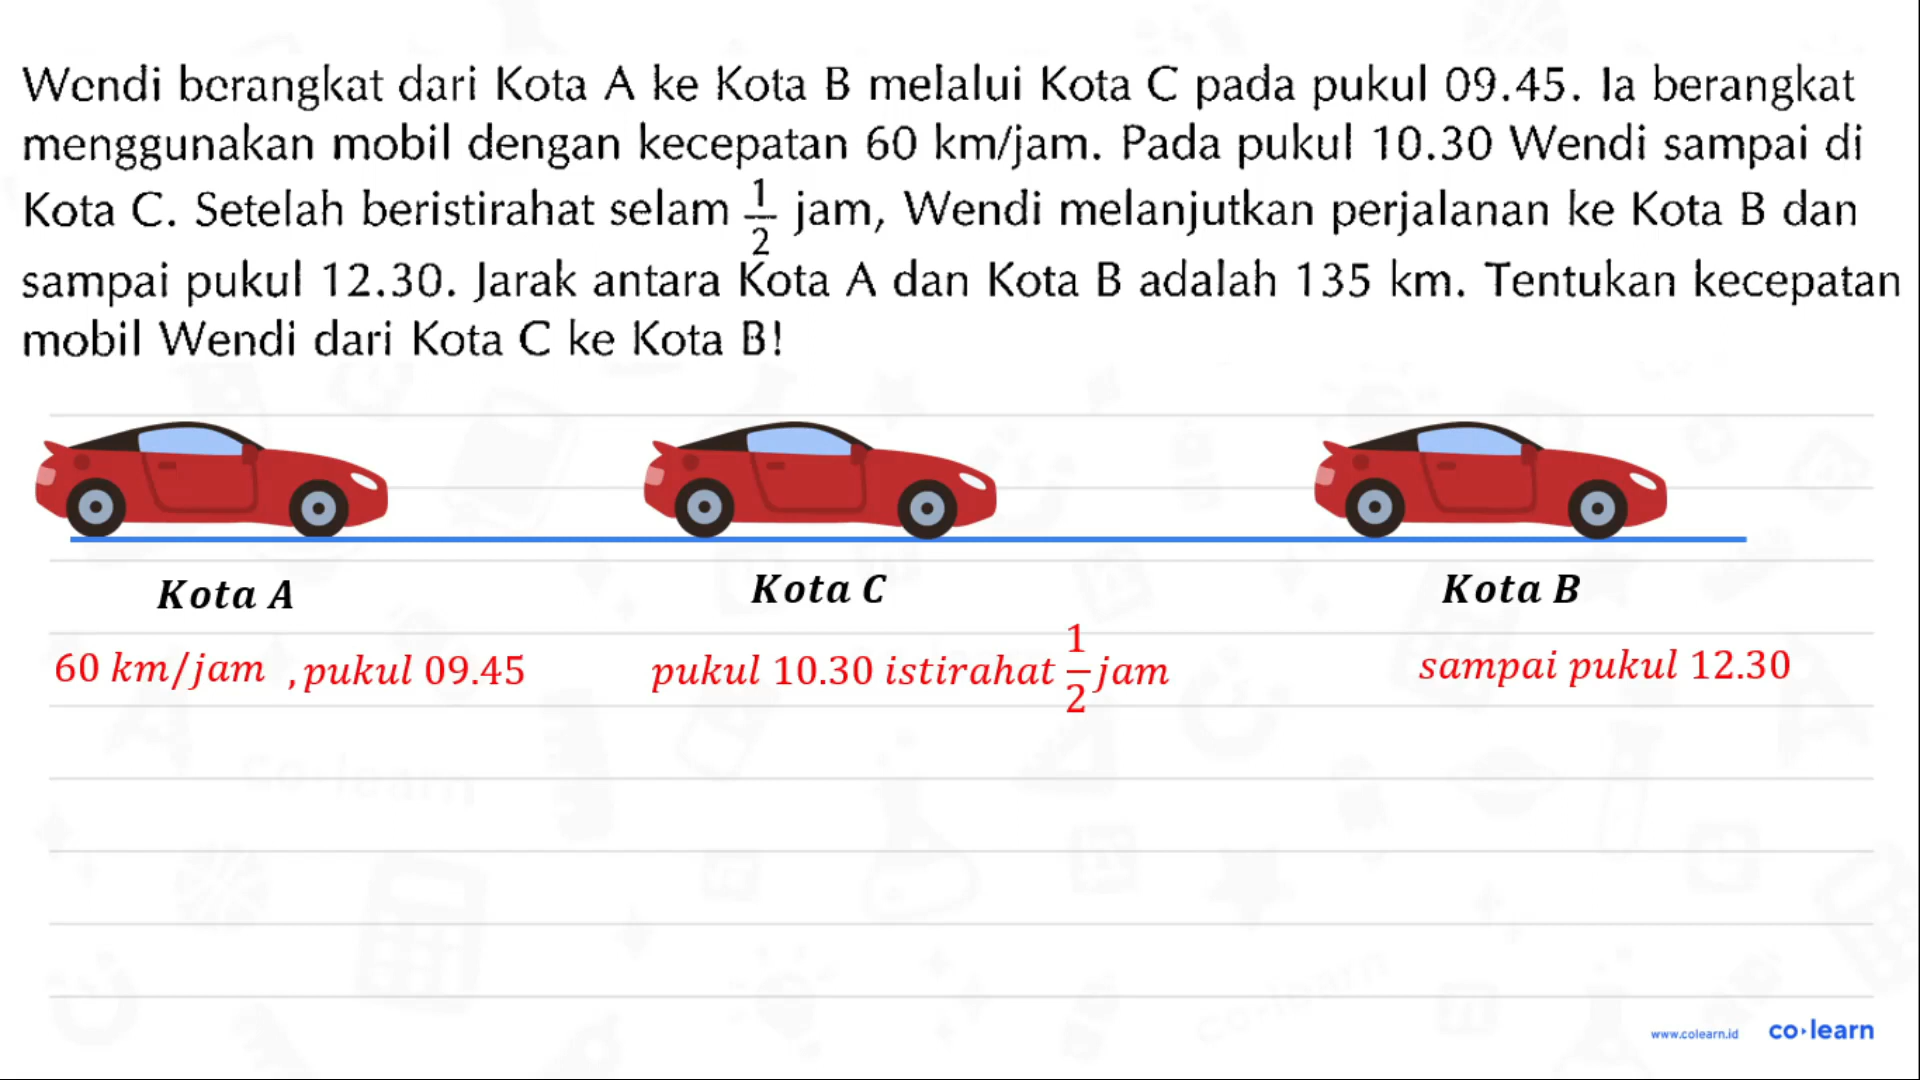 Wendi berangkat dari Kota A ke Kota B melalui Kota C pada pukul 09.45. Ia berangkat
menggunakan mobil dengan kecepatan 60 km/jam. Pada pukul 10.30 Wendi sampai di
Kota C. Setelah beristirahat selam 1/2 jam, Wendi melanjutkan perjalanan ke Kota B dan
sampai pukul 12.30. Jarak antara Kota A dan Kota B adalah 135 km. Tentukan kecepatan
mobil Wendi dari Kota C ke Kota B!
Kota A
Kota C
Kota B
60 km/jam , pukul 09.45
pukul 10.30 istirahat 1/2 jam
sampai pukul 12.30
co·learn
co·learn
www.colearn.id
co·learn